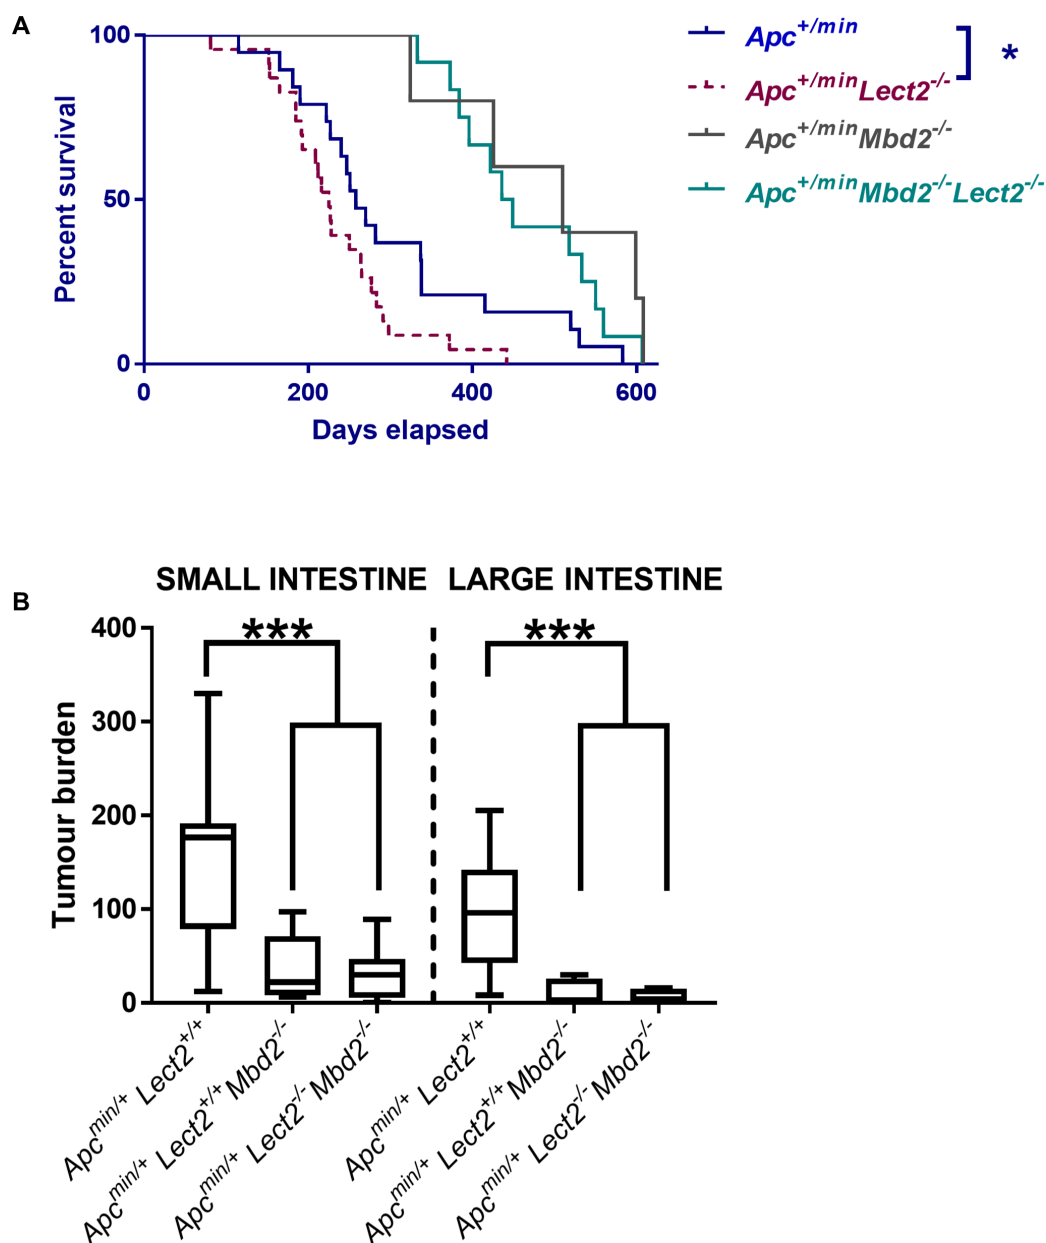 A
100
50
0
Percent survival
0 200 400 600
Days elapsed
Apc+/min
Apc+/minLect2-/-
*
Apc+/minMbd2-/-
Apc+/minMbd2-/-Lect2-/-
B
SMALL INTESTINE LARGE INTESTINE
400
300
200
100
0
Tumour burden
***
***
Apcmin/+ Lect2+/+
Apcmin/+ Lect2+/+Mbd2-/-
Apcmin/+ Lect2-/-Mbd2-/-
Apcmin/+ Lect2+/+
Apcmin/+ Lect2+/+Mbd2-/-
Apcmin/+ Lect2-/-Mbd2-/-